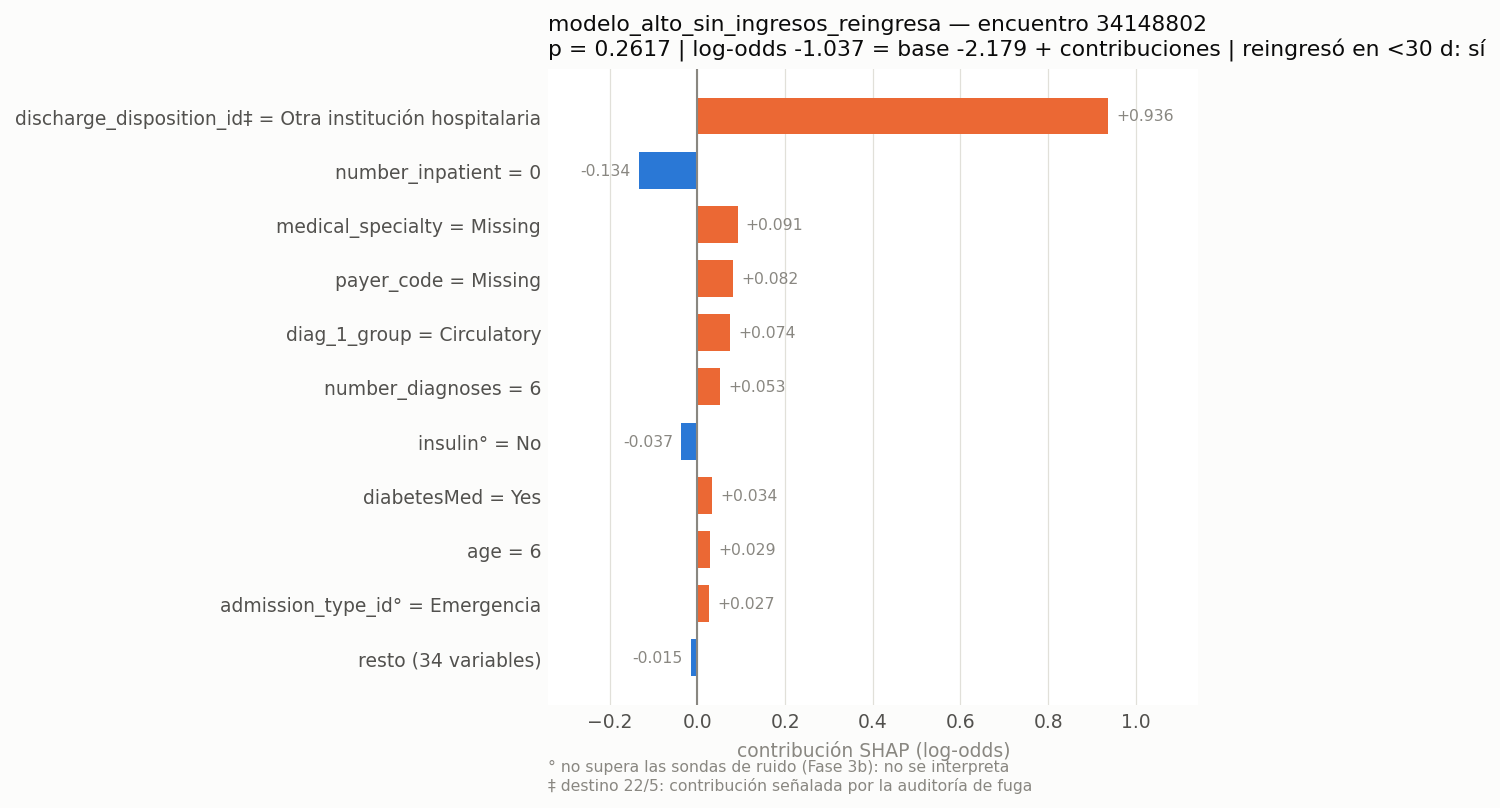 modelo_alto_sin_ingresos_reingresa — encuentro 34148802
p = 0.2617 | log-odds -1.037 = base -2.179 + contribuciones | reingresó en <30 d: sí
discharge_disposition_id‡ = Otra institución hospitalaria
+0.936
number_inpatient = 0
-0.134
medical_specialty = Missing
+0.091
payer_code = Missing
+0.082
diag_1_group = Circulatory
+0.074
number_diagnoses = 6
+0.053
insulin° = No
-0.037
diabetesMed = Yes
+0.034
age = 6
+0.029
admission_type_id° = Emergencia
+0.027
resto (34 variables)
-0.015
−0.2 0.0 0.2 0.4 0.6 0.8 1.0
contribución SHAP (log-odds)
° no supera las sondas de ruido (Fase 3b): no se interpreta
‡ destino 22/5: contribución señalada por la auditoría de fuga